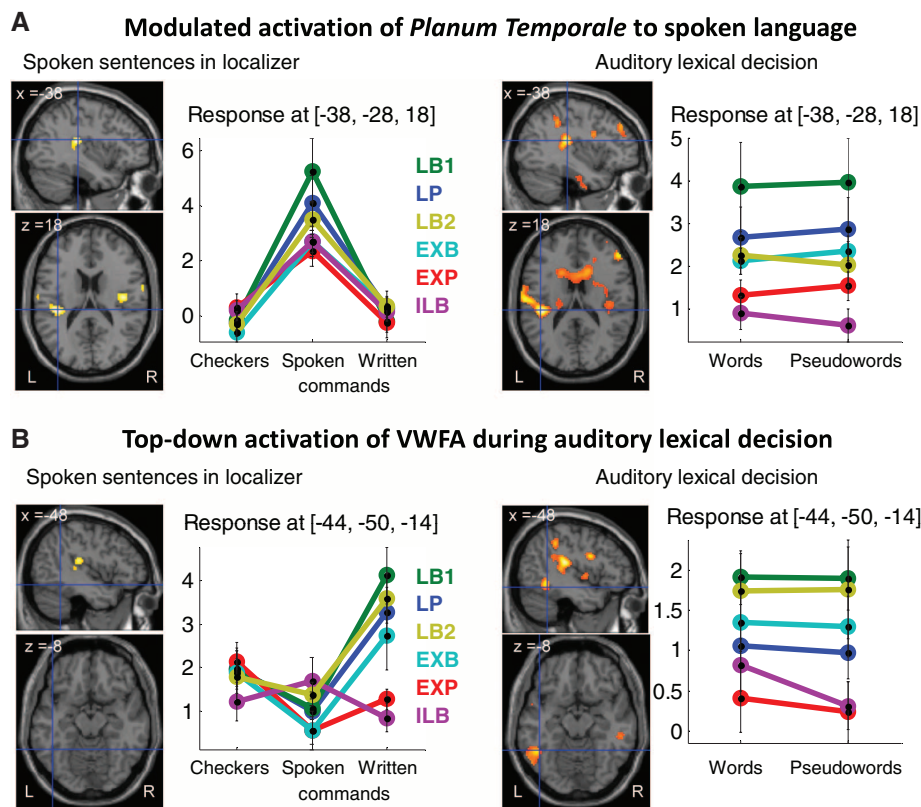 A
Modulated activation of Planum Temporale to spoken language
Spoken sentences in localizer
Auditory lexical decision
x =-38
z =18
L
R
Response at [-38, -28, 18]
6
4
2
0
Checkers
Spoken
Written
commands
LB1
LP
LB2
EXB
EXP
ILB
x =-38
z =18
L
R
Response at [-38, -28, 18]
5
4
3
2
1
Words
Pseudowords
B
Top-down activation of VWFA during auditory lexical decision
Spoken sentences in localizer
Auditory lexical decision
x =-48
z =-8
L
R
Response at [-44, -50, -14]
4
3
2
1
Checkers
Spoken
Written
commands
LB1
LP
LB2
EXB
EXP
ILB
x =-48
z =-8
L
R
Response at [-44, -50, -14]
2
1.5
1
0.5
0
Words
Pseudowords